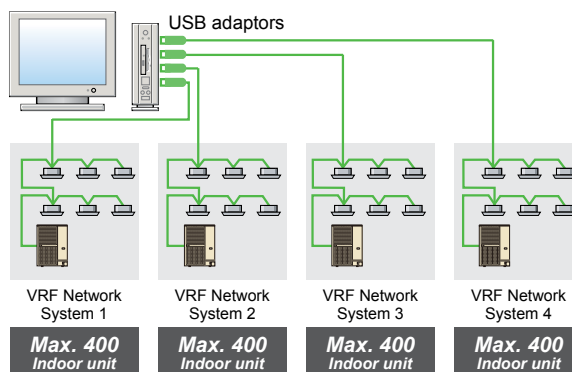 USB adaptors
VRF Network
System 1
VRF Network
System 2
VRF Network
System 3
VRF Network
System 4
Max. 400
Indoor unit
Max. 400
Indoor unit
Max. 400
Indoor unit
Max. 400
Indoor unit